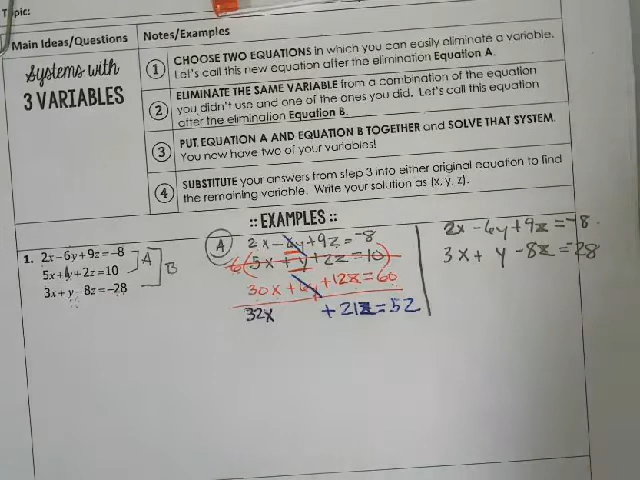 Topic:
Main Ideas/Questions
Notes/Examples
Systems with
3 VARIABLES
1 CHOOSE TWO EQUATIONS in which you can easily eliminate a variable.
Let's call this new equation after the elimination Equation A.
2 ELIMINATE THE SAME VARIABLE from a combination of the equation
you didn't use and one of the ones you did. Let's call this equation
after the elimination Equation B.
3 PUT EQUATION A AND EQUATION B TOGETHER and SOLVE THAT SYSTEM.
You now have two of your variables!
4 SUBSTITUTE your answers from step 3 into either original equation to find
the remaining variable. Write your solution as (x, y, z).
:: EXAMPLES ::
1. 2x-6y+9z=-8
5x+y+2z=10
3x+y-8z=-28
A
B
A 2x-6y+9z=-8
6(5x+y+2z=10)
30x+6y+12z=60
32x +21z=52
2x-6y+9z=-8
3x+y-8z=-28